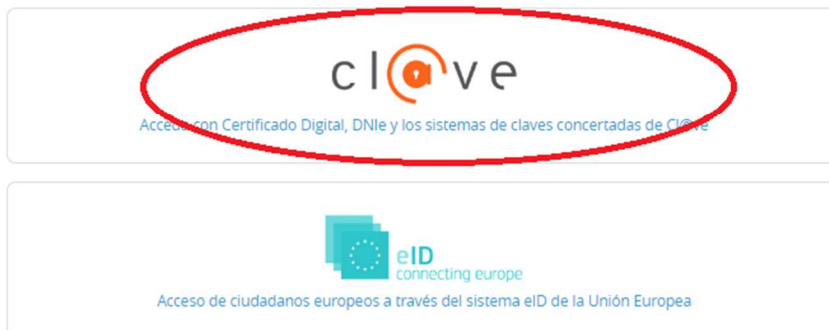 cl@ve
Acceso con Certificado Digital, DNIe y los sistemas de claves concertadas de Cl@ve
eID
connecting europe
Acceso de ciudadanos europeos a través del sistema eID de la Unión Europea